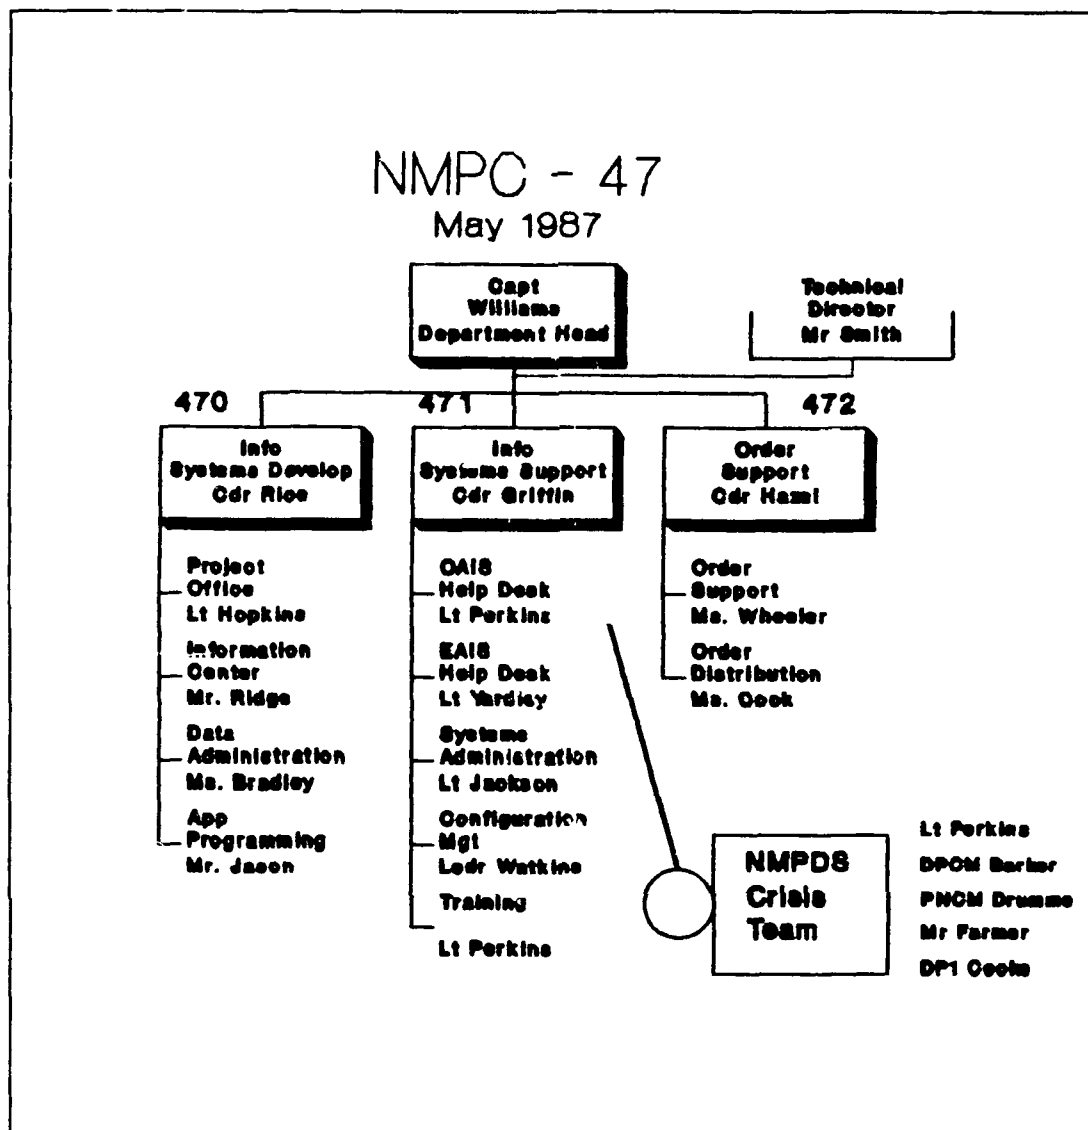 NMPC - 47
May 1987
Capt
Williams
Department Head
Technical
Director
Mr Smith
470
Info
Systems Develop
Cdr Rice
Project
Office
Lt Hopkins
Information
Center
Mr. Ridge
Data
Administration
Ms. Bradley
App
Programming
Mr. Jason
471
Info
Systems Support
Cdr Griffin
OAIS
Help Desk
Lt Perkins
EAIS
Help Desk
Lt Yardley
Systems
Administration
Lt Jackson
Configuration
Mgt
Lcdr Watkins
Training
Lt Perkins
472
Order
Support
Cdr Hazel
Order
Support
Ms. Wheeler
Order
Distribution
Ms. Cook
NMPDS
Crisis
Team
Lt Perkins
DPCM Barker
PNCM Drumme
Mr Farmer
DP1 Cooke